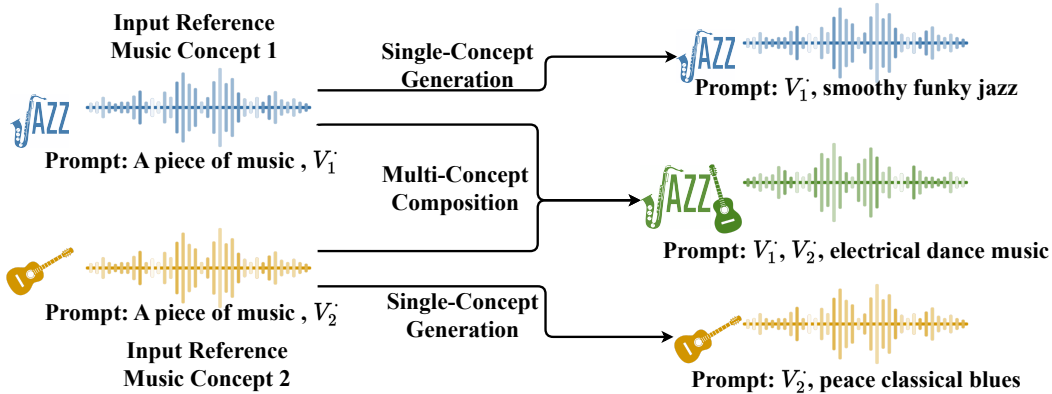 Input Reference
Music Concept 1
JAZZ
Prompt: A piece of music , V₁*
Single-Concept
Generation
JAZZ
Prompt: V₁*, smoothy funky jazz
Multi-Concept
Composition
JAZZ
Prompt: V₁*, V₂*, electrical dance music
Prompt: A piece of music , V₂*
Input Reference
Music Concept 2
Single-Concept
Generation
Prompt: V₂*, peace classical blues